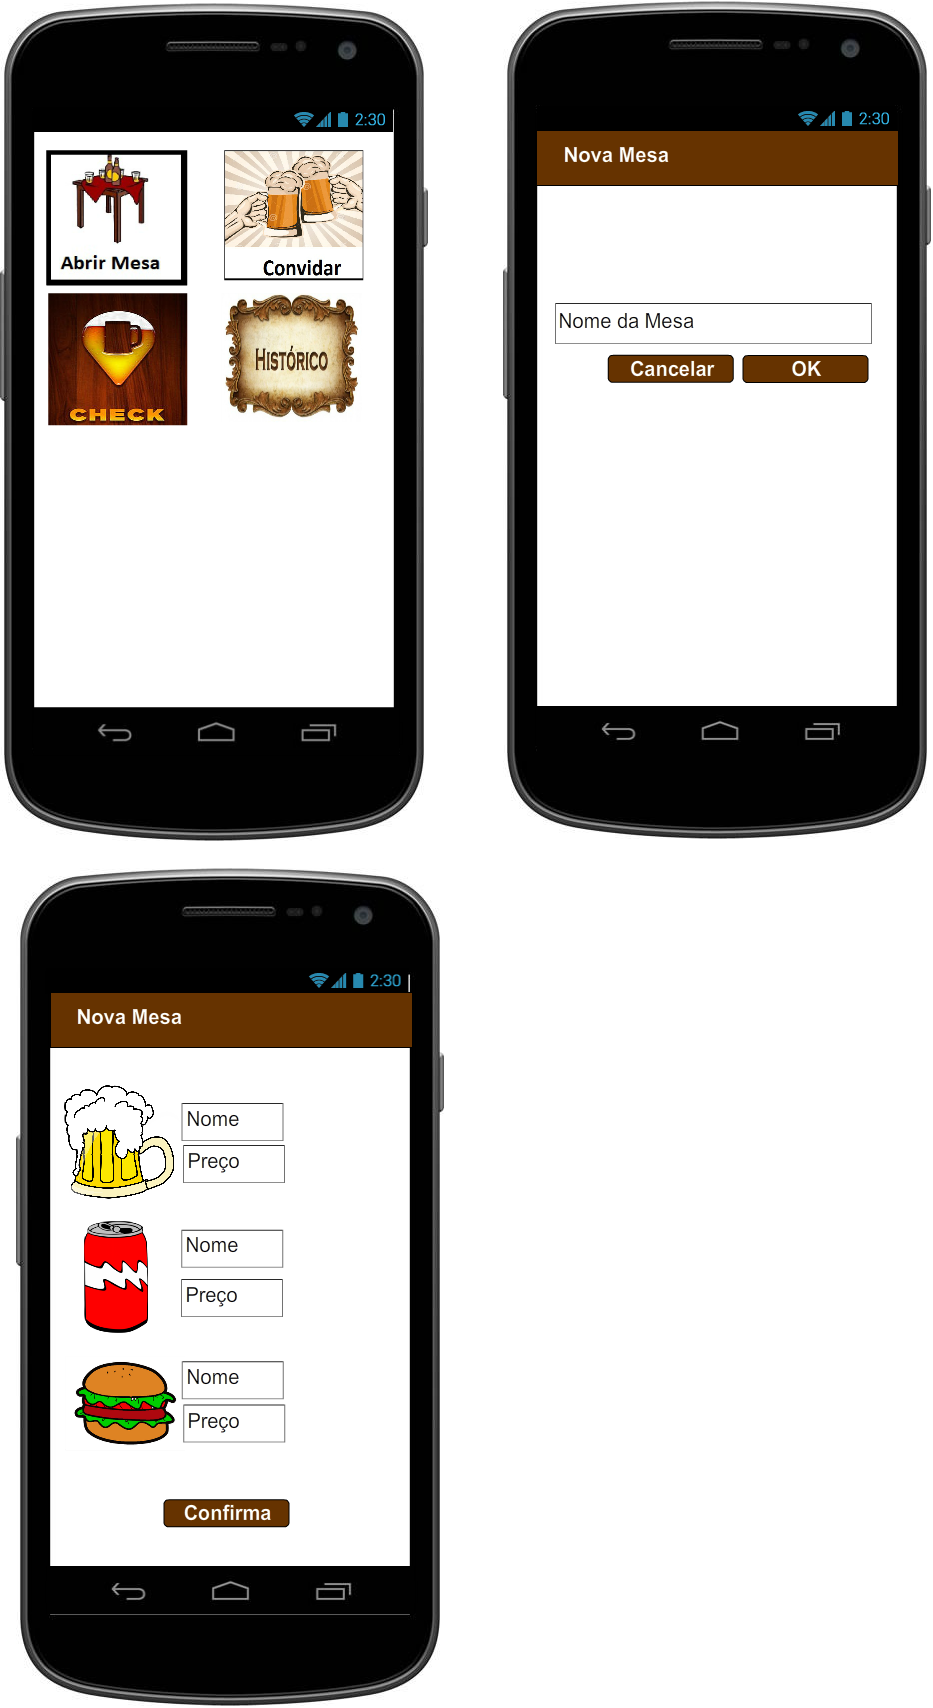 2:30
Abrir Mesa
Convidar
CHECK
HISTÓRICO
2:30
Nova Mesa
Nome da Mesa
Cancelar
OK
2:30
Nova Mesa
Nome
Preço
Nome
Preço
Nome
Preço
Confirma